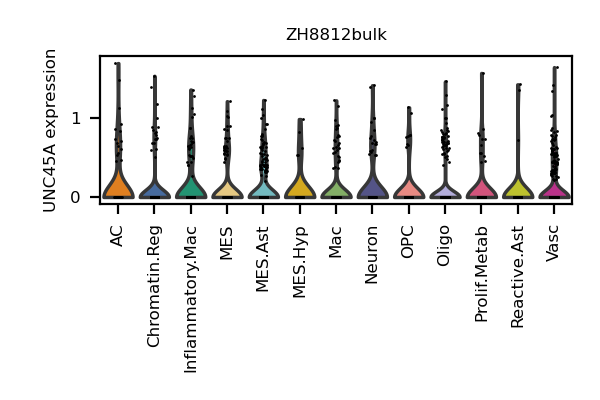 ZH8812bulk
UNC45A expression
1
0
AC
Chromatin.Reg
Inflammatory.Mac
MES
MES.Ast
MES.Hyp
Mac
Neuron
OPC
Oligo
Prolif.Metab
Reactive.Ast
Vasc